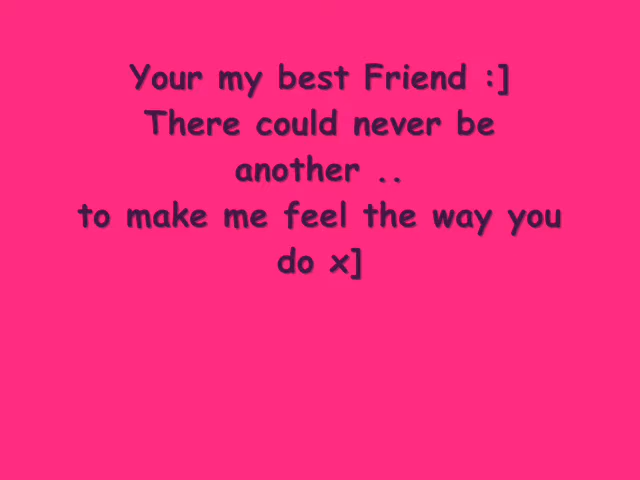 Your my best Friend :]
There could never be
another ..
to make me feel the way you
do x]